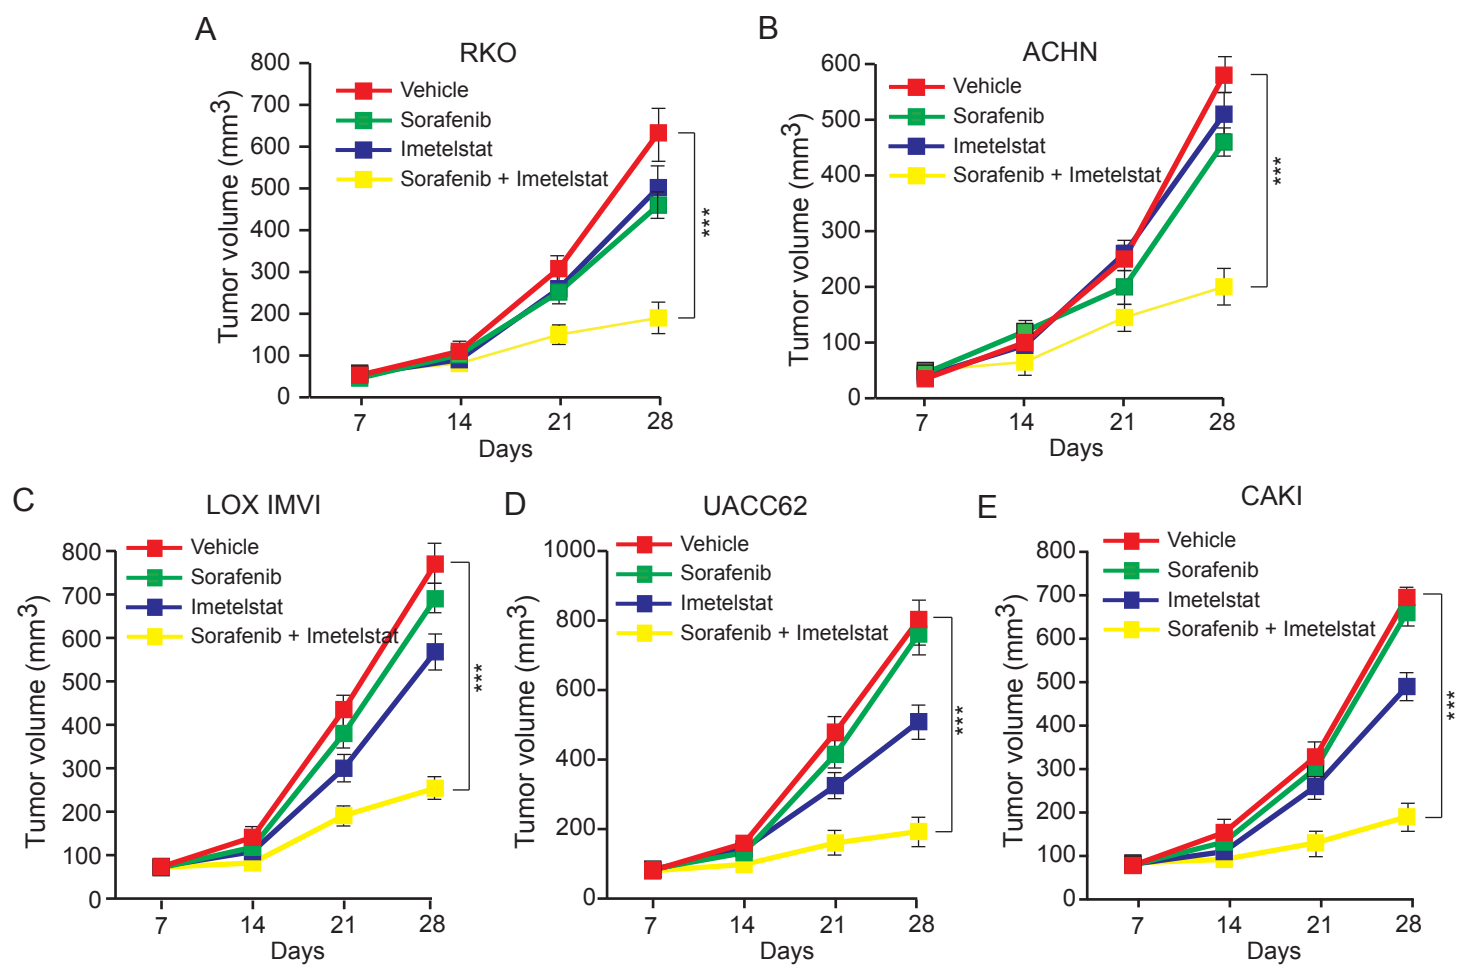 A
RKO
Tumor volume (mm3)
800
700
600
500
400
300
200
100
0
Vehicle
Sorafenib
Imetelstat
Sorafenib + Imetelstat
***
7 14 21 28
Days
B
ACHN
Tumor volume (mm3)
600
500
400
300
200
100
0
Vehicle
Sorafenib
Imetelstat
Sorafenib + Imetelstat
***
7 14 21 28
Days
C
LOX IMVI
Tumor volume (mm3)
800
700
600
500
400
300
200
100
0
Vehicle
Sorafenib
Imetelstat
Sorafenib + Imetelstat
***
7 14 21 28
Days
D
UACC62
Tumor volume (mm3)
1000
800
600
400
200
0
Vehicle
Sorafenib
Imetelstat
Sorafenib + Imetelstat
***
7 14 21 28
Days
E
CAKI
Tumor volume (mm3)
800
700
600
500
400
300
200
100
0
Vehicle
Sorafenib
Imetelstat
Sorafenib + Imetelstat
***
7 14 21 28
Days